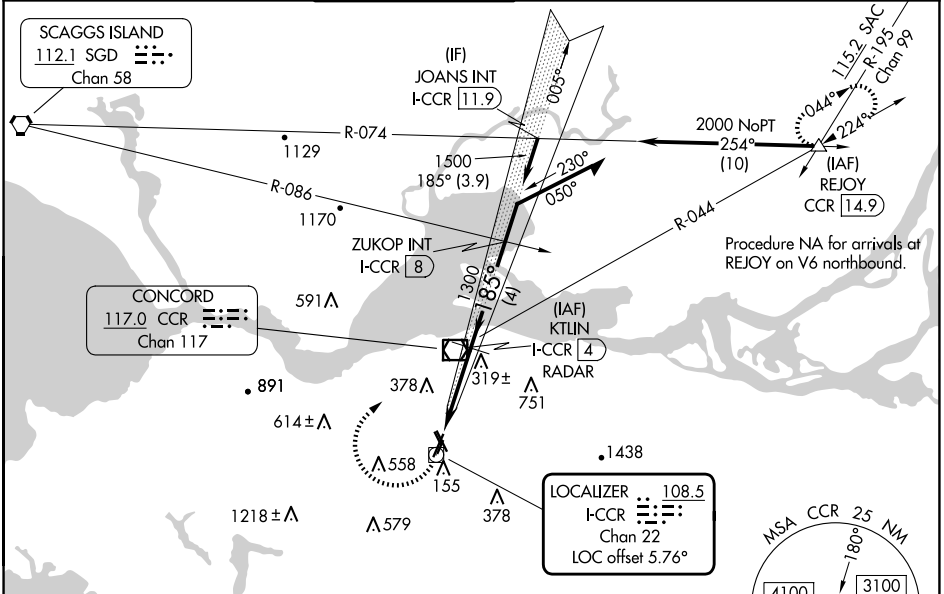 SCAGGS ISLAND
112.1 SGD
Chan 58
(IF)
JOANS INT
I-CCR 11.9
005°
115.2 SAC
R-195
Chan 99
044°
224°
R-074
1129
2000 NoPT
254°
(10)
(IAF)
REJOY
CCR 14.9
1500
185° (3.9)
230°
050°
R-086
1170
R-044
ZUKOP INT
I-CCR 8
Procedure NA for arrivals at
REJOY on V6 northbound.
1300
185°
(4)
CONCORD
117.0 CCR
Chan 117
591
(IAF)
KTLIN
I-CCR 4
RADAR
891
378
319±
751
614±
558
155
1438
LOCALIZER 108.5
I-CCR
Chan 22
LOC offset 5.76°
378
1218±
579
MSA CCR 25 NM
180°
4100
3100